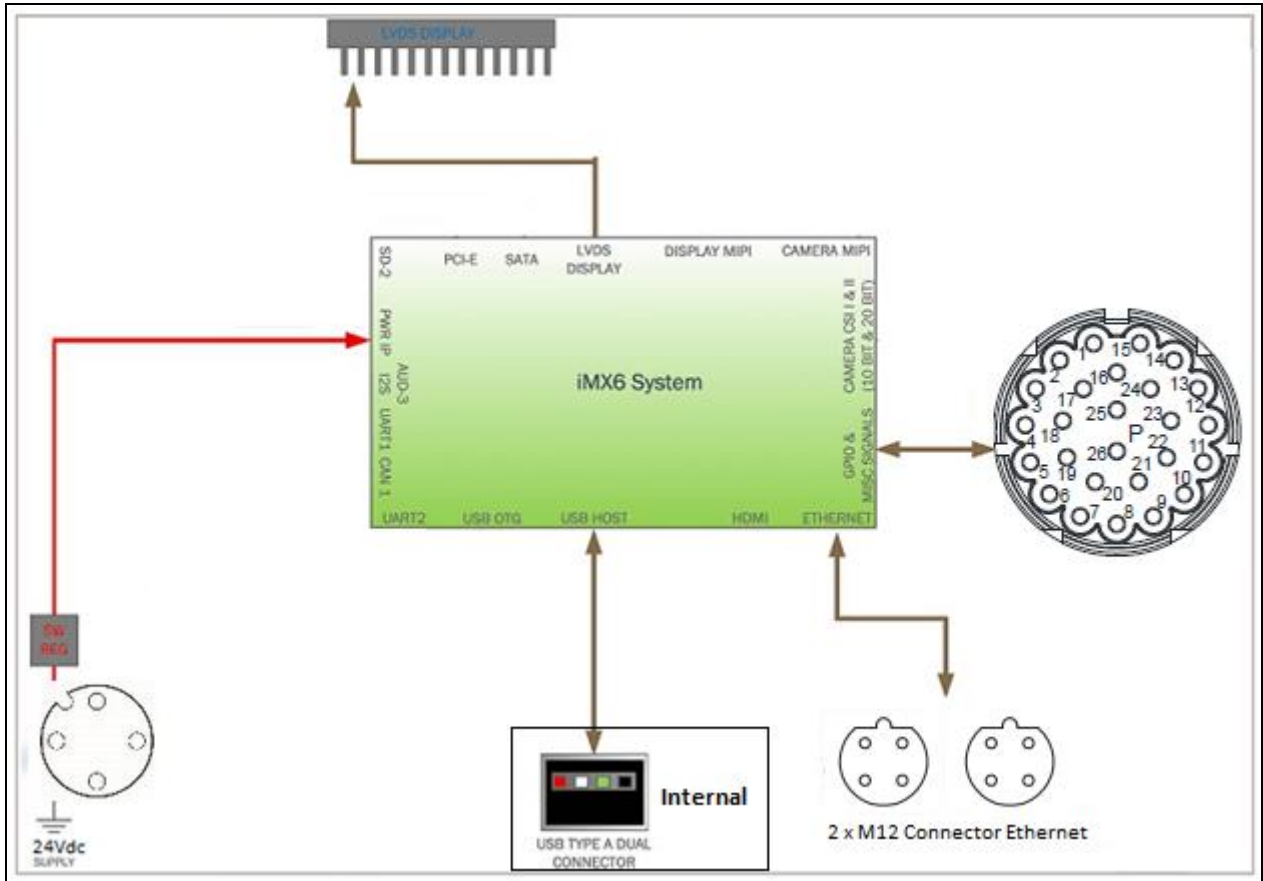 LVDS DISPLAY
SD-2
PCI-E
SATA
LVDS
DISPLAY
DISPLAY MIPI
CAMERA MIPI
PWR IP
I2S
AUD-3
UART1
CAN 1
iMX6 System
CAMERA CSI I & II
(10 BIT & 20 BIT)
GPIO &
MISC.SIGNALS
UART2
USB OTG
USB HOST
HDMI
ETHERNET
1
15
14
2
16
24
13
3
17
25
23
12
4
18
P
22
11
26
5
19
21
10
6
20
9
7
8
SW
REG
24Vdc
SUPPLY
Internal
USB TYPE A DUAL
CONNECTOR
2 x M12 Connector Ethernet